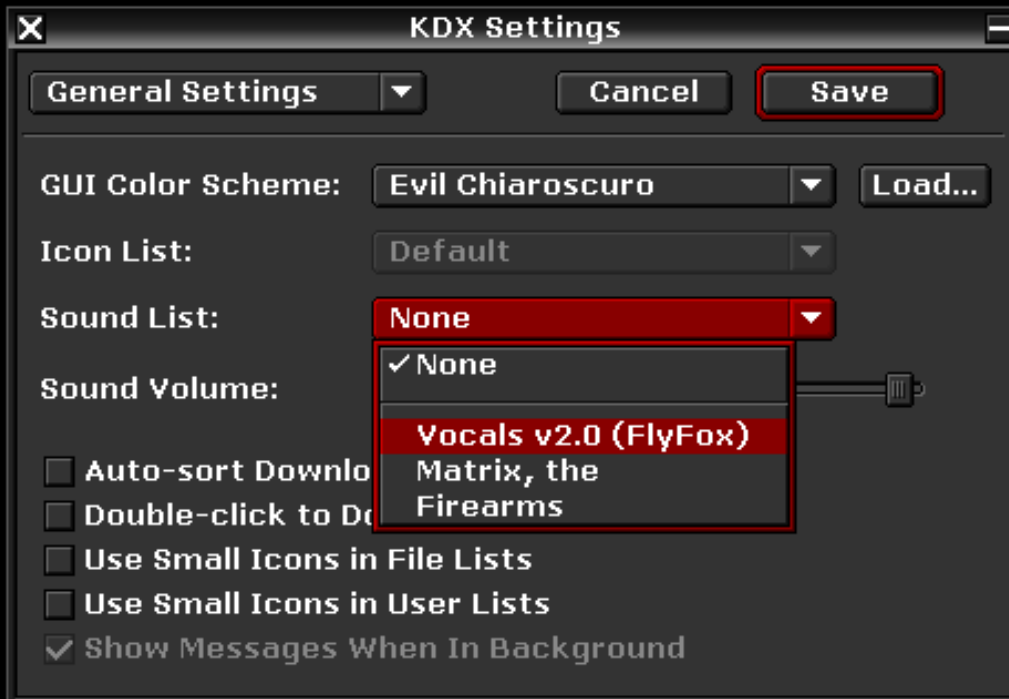 KDX Settings
General Settings
Cancel
Save
GUI Color Scheme:
Evil Chiaroscuro
Load...
Icon List:
Default
Sound List:
None
✓None
Sound Volume:
Vocals v2.0 (FlyFox)
Matrix, the
Firearms
Auto-sort Downlo
Double-click to
Use Small Icons in File Lists
Use Small Icons in User Lists
Show Messages When In Background